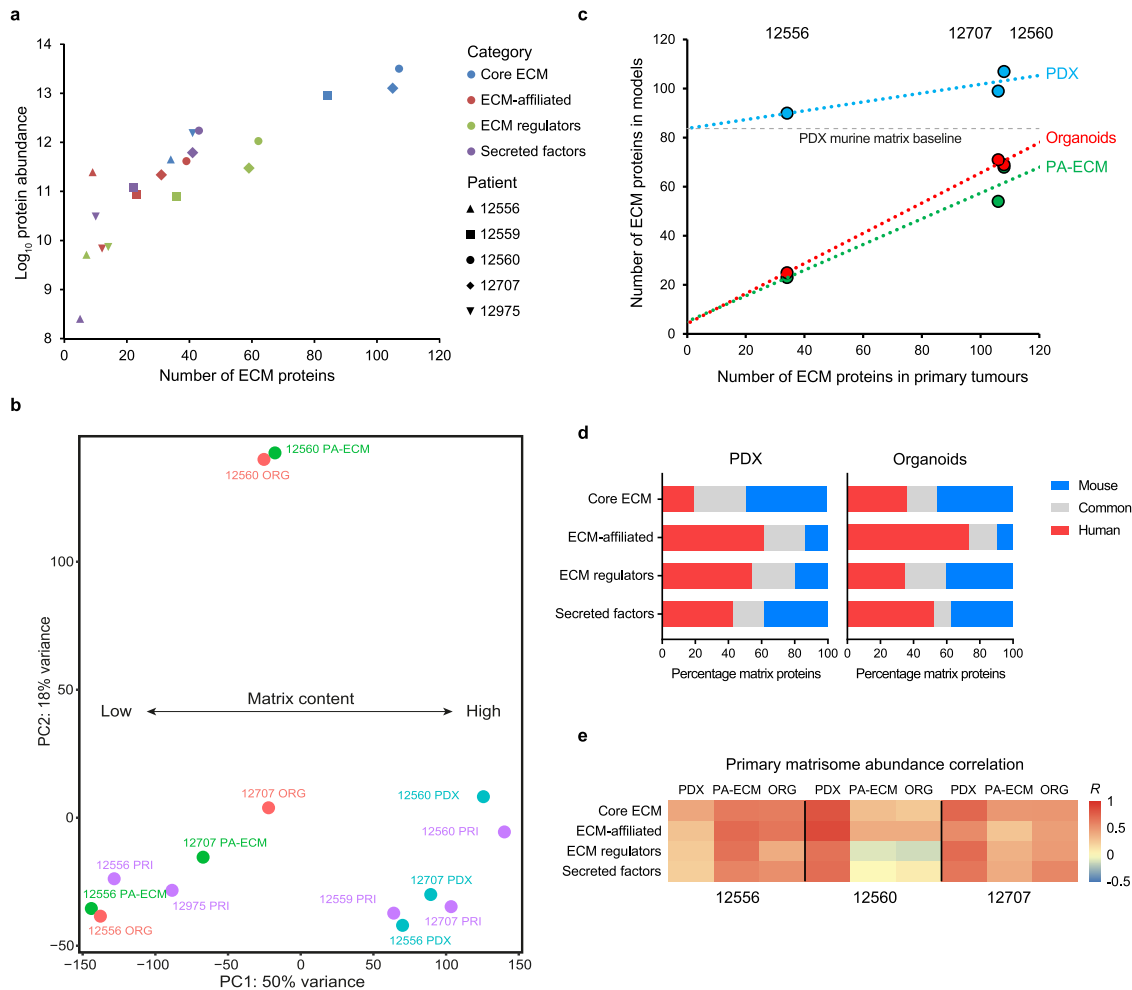 a
14
13
12
11
10
9
8
Log10 protein abundance
0 20 40 60 80 100 120
Number of ECM proteins
Category
Core ECM
ECM-affiliated
ECM regulators
Secreted factors
Patient
12556
12559
12560
12707
12975
c
12556 12707 12560
120
100
80
60
40
20
0
Number of ECM proteins in models
PDX
PDX murine matrix baseline
Organoids
PA-ECM
0 20 40 60 80 100 120
Number of ECM proteins in primary tumours
b
12560 PA-ECM
12560 ORG
100
50
0
−50
PC2: 18% variance
Matrix content
Low High
12707 ORG
12560 PDX
12560 PRI
12707 PA-ECM
12556 PRI
12707 PDX
12556 PA-ECM
12975 PRI
12559 PRI
12707 PRI
12556 ORG
12556 PDX
−150 −100 −50 0 50 100 150
PC1: 50% variance
d
PDX Organoids
Core ECM
ECM-affiliated
ECM regulators
Secreted factors
0 20 40 60 80 100 0 20 40 60 80 100
Percentage matrix proteins Percentage matrix proteins
Mouse
Common
Human
e
Primary matrisome abundance correlation
PDX PA-ECM ORG PDX PA-ECM ORG PDX PA-ECM ORG R
Core ECM
ECM-affiliated
ECM regulators
Secreted factors
1
0.5
0
-0.5
12556 12560 12707